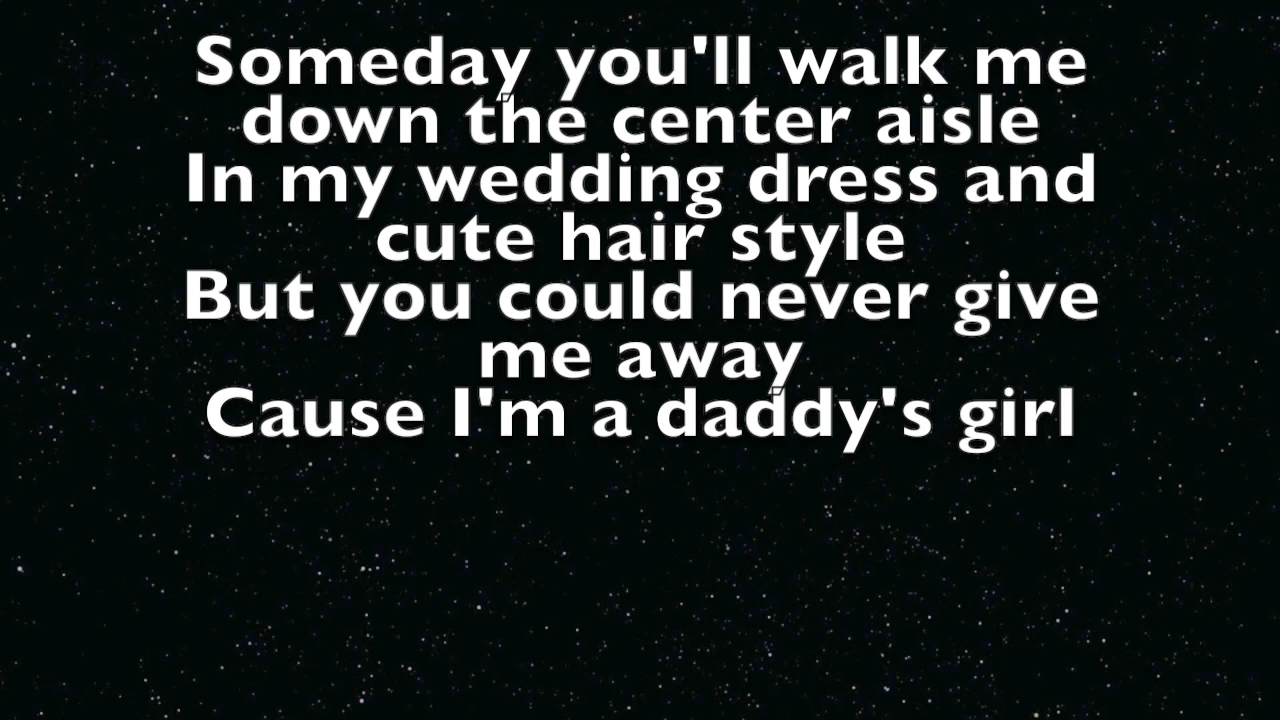 Someday you'll walk me
down the center aisle
In my wedding dress and
cute hair style
But you could never give
me away
Cause I'm a daddy's girl